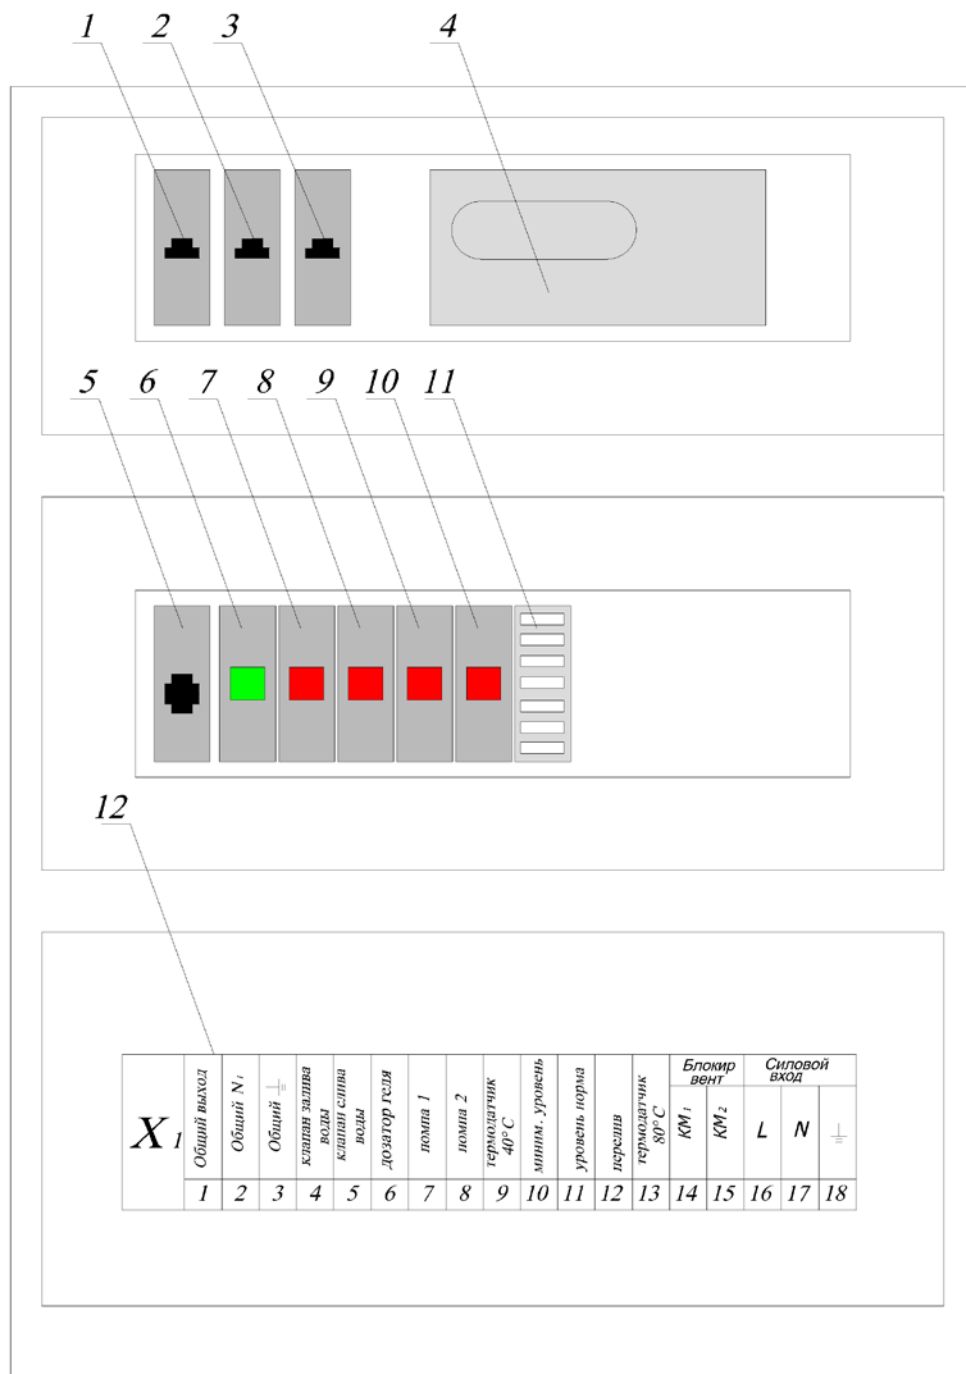 1 2 3 4
5 6 7 8 9 10 11
12
X1
Общий выход
Общий N1
Общий ⏚
клапан залива
воды
клапан слива
воды
дозатор геля
помпа 1
помпа 2
термодатчик
40° C
миним. уровень
уровень норма
перелив
термодатчик
80° C
Блокир
вент
KM1
KM2
Силовой
вход
L
N
⏚
1 2 3 4 5 6 7 8 9 10 11 12 13 14 15 16 17 18